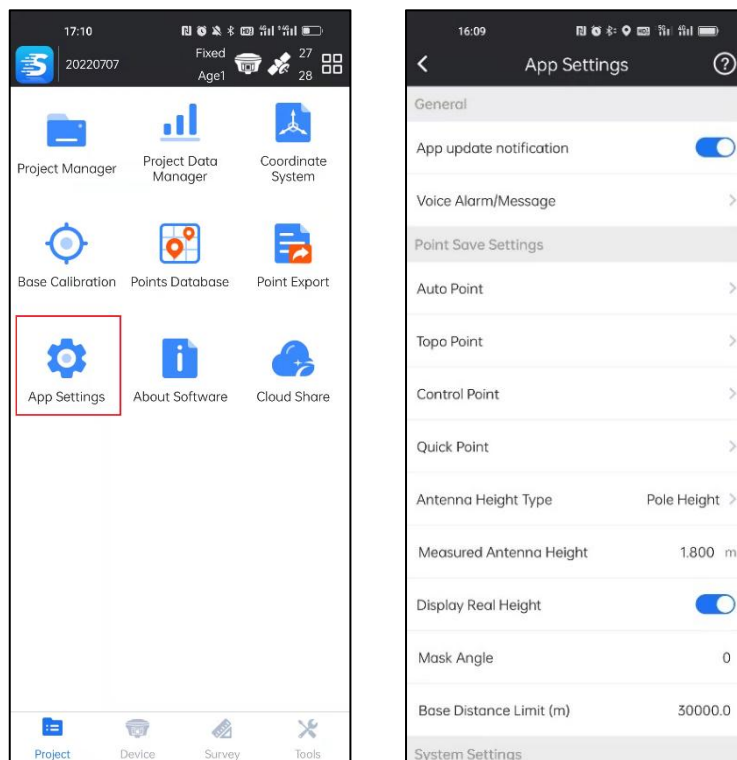 17:10
20220707
Fixed
27
Age1
28
Project Manager
Project Data
Manager
Coordinate
System
Base Calibration
Points Database
Point Export
App Settings
About Software
Cloud Share
Project
Device
Survey
Tools
16:09
App Settings
General
App update notification
Voice Alarm/Message
Point Save Settings
Auto Point
Topo Point
Control Point
Quick Point
Antenna Height Type Pole Height
Measured Antenna Height 1.800 m
Display Real Height
Mask Angle 0
Base Distance Limit (m) 30000.0
System Settings